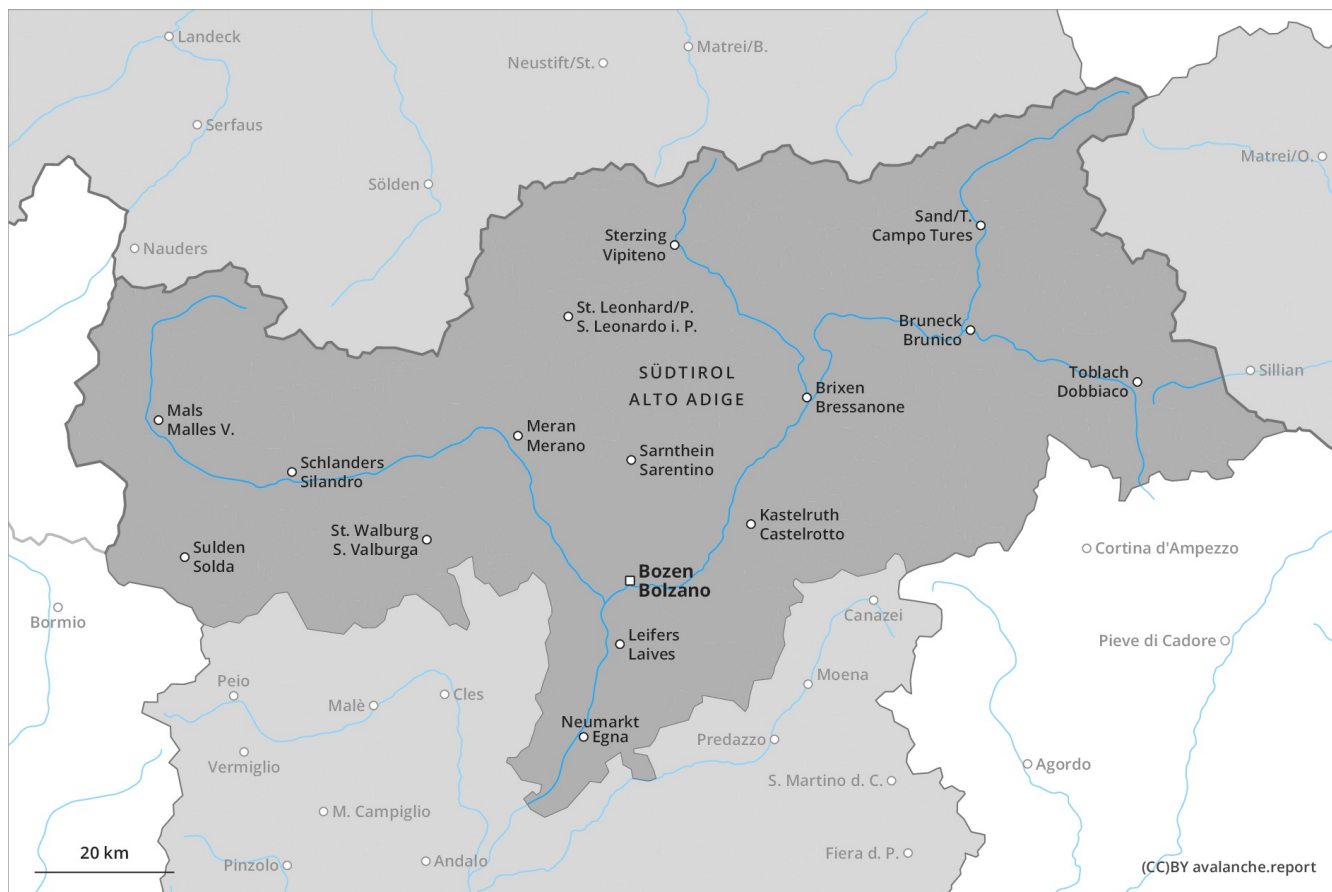 Landeck
Matrei/B.
Neustift/St.
Serfaus
Matrei/O.
Sölden
Sand/T.
Campo Tures
Sterzing
Vipiteno
Nauders
St. Leonhard/P.
S. Leonardo i. P.
Bruneck
Brunico
SÜDTIROL
ALTO ADIGE
Toblach
Dobbiaco
Sillian
Brixen
Bressanone
Mals
Malles V.
Meran
Merano
Sarnthein
Sarentino
Schlanders
Silandro
Kastelruth
Castelrotto
St. Walburg
S. Valburga
Sulden
Solda
Cortina d'Ampezzo
Bozen
Bolzano
Bormio
Canazei
Leifers
Laives
Pieve di Cadore
Moena
Peio
Malè
Cles
Neumarkt
Egna
Predazzo
Vermiglio
Agordo
S. Martino d. C.
M. Campiglio
20 km
Pinzolo
Andalo
Fiera d. P.
(CC)BY avalanche.report